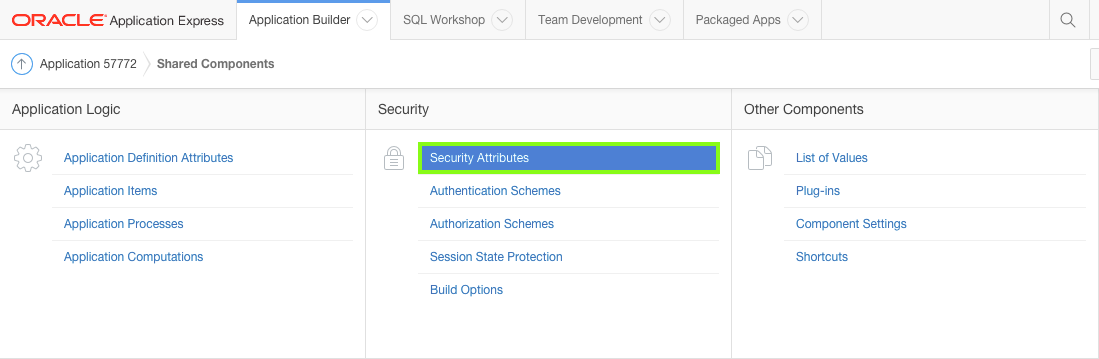 ORACLE Application Express Application Builder SQL Workshop Team Development Packaged Apps
Application 57772 Shared Components
Application Logic
Application Definition Attributes
Application Items
Application Processes
Application Computations
Security
Security Attributes
Authentication Schemes
Authorization Schemes
Session State Protection
Build Options
Other Components
List of Values
Plug-ins
Component Settings
Shortcuts